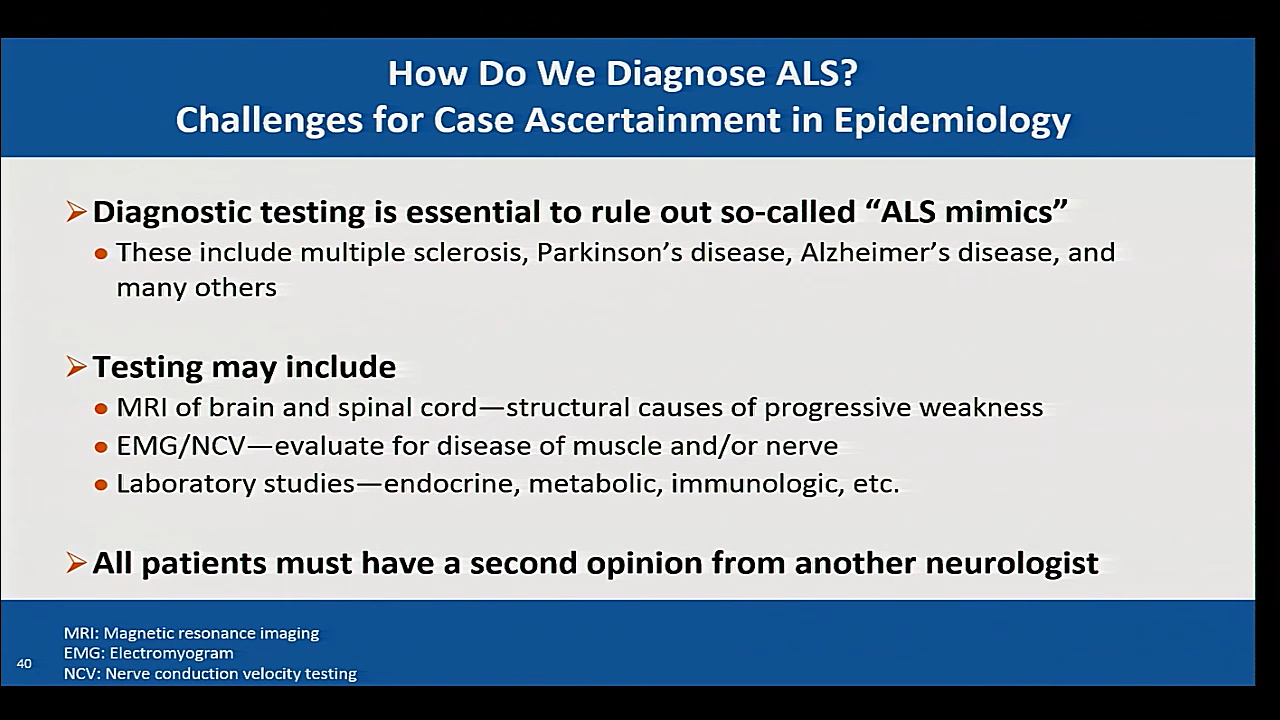 How Do We Diagnose ALS?
Challenges for Case Ascertainment in Epidemiology
➢Diagnostic testing is essential to rule out so-called “ALS mimics”
• These include multiple sclerosis, Parkinson’s disease, Alzheimer’s disease, and
many others
➢Testing may include
• MRI of brain and spinal cord—structural causes of progressive weakness
• EMG/NCV—evaluate for disease of muscle and/or nerve
• Laboratory studies—endocrine, metabolic, immunologic, etc.
➢All patients must have a second opinion from another neurologist
MRI: Magnetic resonance imaging
EMG: Electromyogram
NCV: Nerve conduction velocity testing
40